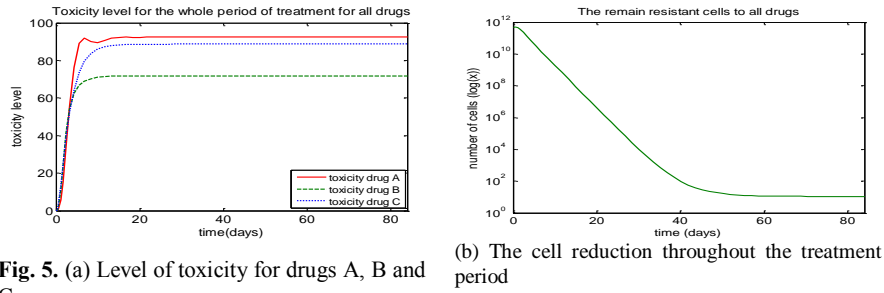 Toxicity level for the whole period of treatment for all drugs
100
80
60
40
20
0
toxicity level
toxicity drug A
toxicity drug B
toxicity drug C
0 20 40 60 80
time(days)
Fig. 5. (a) Level of toxicity for drugs A, B and
The remain resistant cells to all drugs
10^12
10^10
10^8
10^6
10^4
10^2
10^0
number of cells (log(x))
0 20 40 60 80
time (days)
(b) The cell reduction throughout the treatment
period